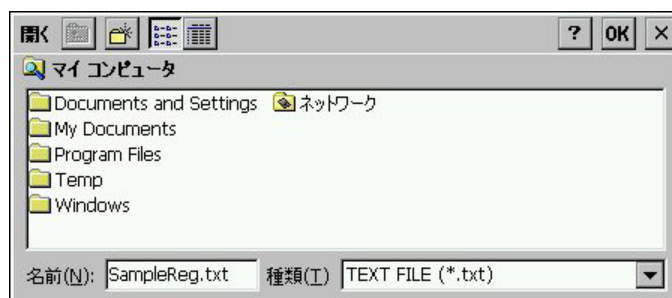 開く ? OK ×
マイ コンピュータ
Documents and Settings ネットワーク
My Documents
Program Files
Temp
Windows
名前(N): SampleReg.txt 種類(T) TEXT FILE (*.txt)